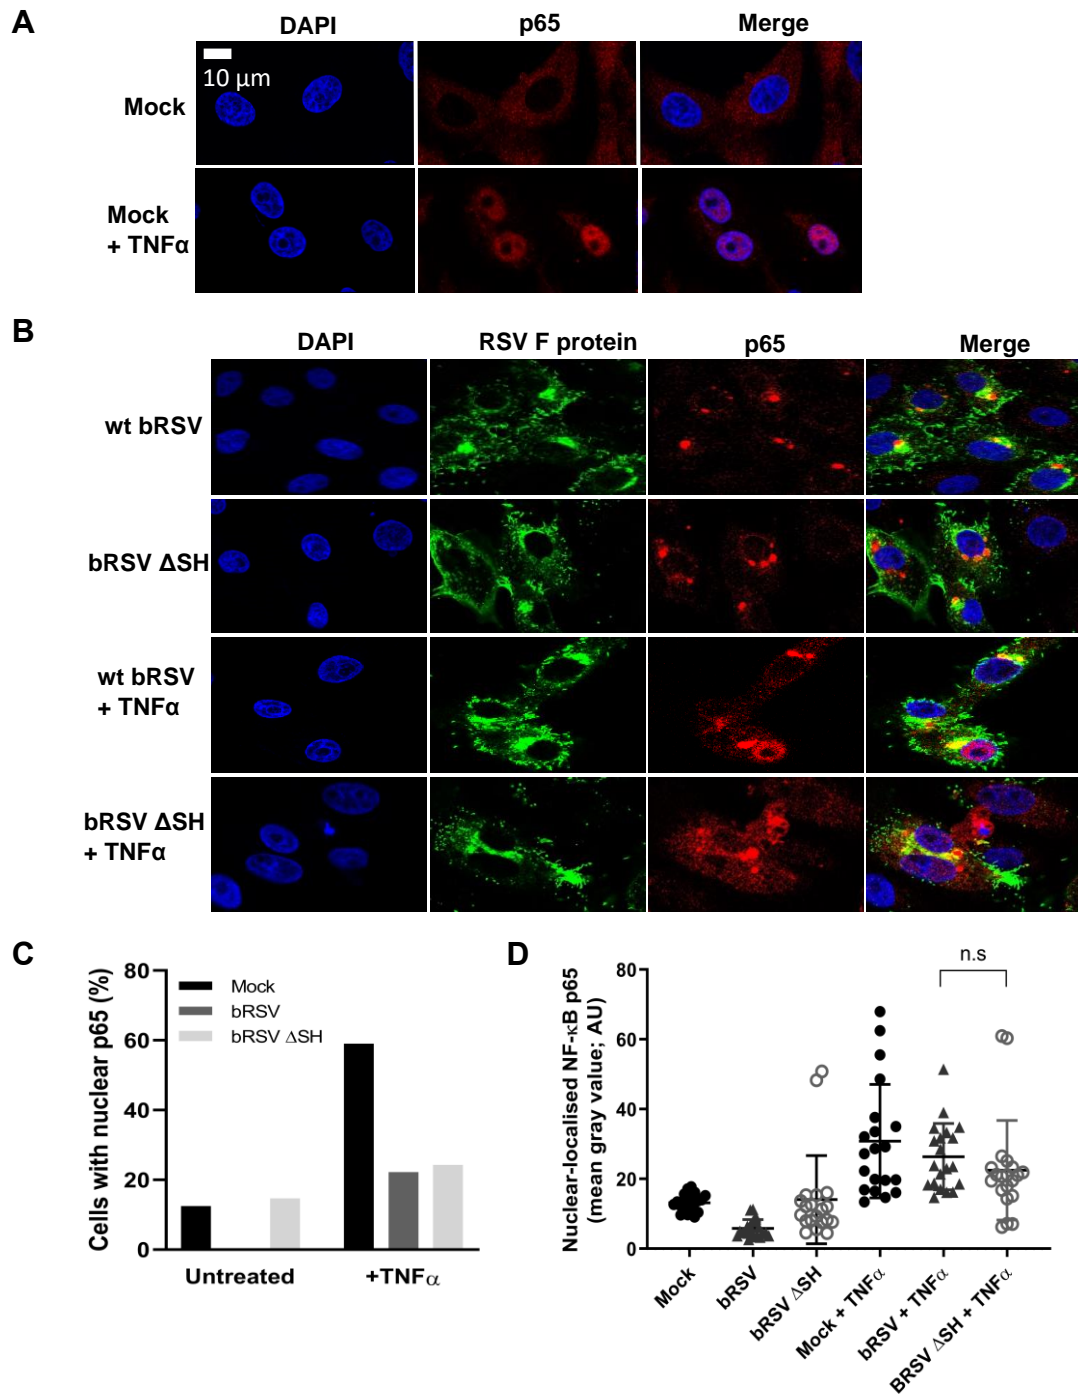 A
DAPI p65 Merge
10 µm
Mock
Mock
+ TNFα
B
DAPI RSV F protein p65 Merge
wt bRSV
bRSV ΔSH
wt bRSV
+ TNFα
bRSV ΔSH
+ TNFα
C
Cells with nuclear p65 (%)
80
60
40
20
0
Mock
bRSV
bRSV ΔSH
Untreated +TNFα
D
n.s
Nuclear-localised NF-κB p65
(mean gray value; AU)
80
60
40
20
0
Mock
bRSV
bRSV ΔSH
Mock + TNFα
bRSV + TNFα
BRSV ΔSH + TNFα